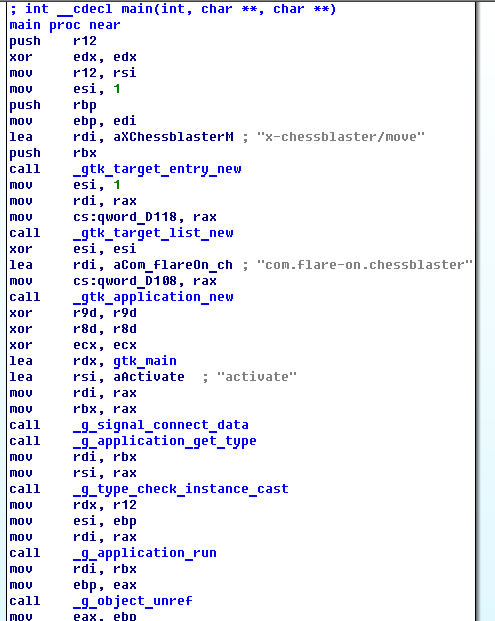 ; int __cdecl main(int, char **, char **)
main proc near
push r12
xor edx, edx
mov r12, rsi
mov esi, 1
push rbp
mov ebp, edi
lea rdi, aXChessblasterM ; "x-chessblaster/move"
push rbx
call _gtk_target_entry_new
mov esi, 1
mov rdi, rax
mov cs:qword_D118, rax
call _gtk_target_list_new
xor esi, esi
lea rdi, aCom_flareOn_ch ; "com.flare-on.chessblaster"
mov cs:qword_D108, rax
call _gtk_application_new
xor r9d, r9d
xor r8d, r8d
xor ecx, ecx
lea rdx, gtk_main
lea rsi, aActivate ; "activate"
mov rdi, rax
mov rbx, rax
call _g_signal_connect_data
call _g_application_get_type
mov rdi, rbx
mov rsi, rax
call _g_type_check_instance_cast
mov rdx, r12
mov esi, ebp
mov rdi, rax
call _g_application_run
mov rdi, rbx
mov ebp, eax
call _g_object_unref
mov eax, ebp